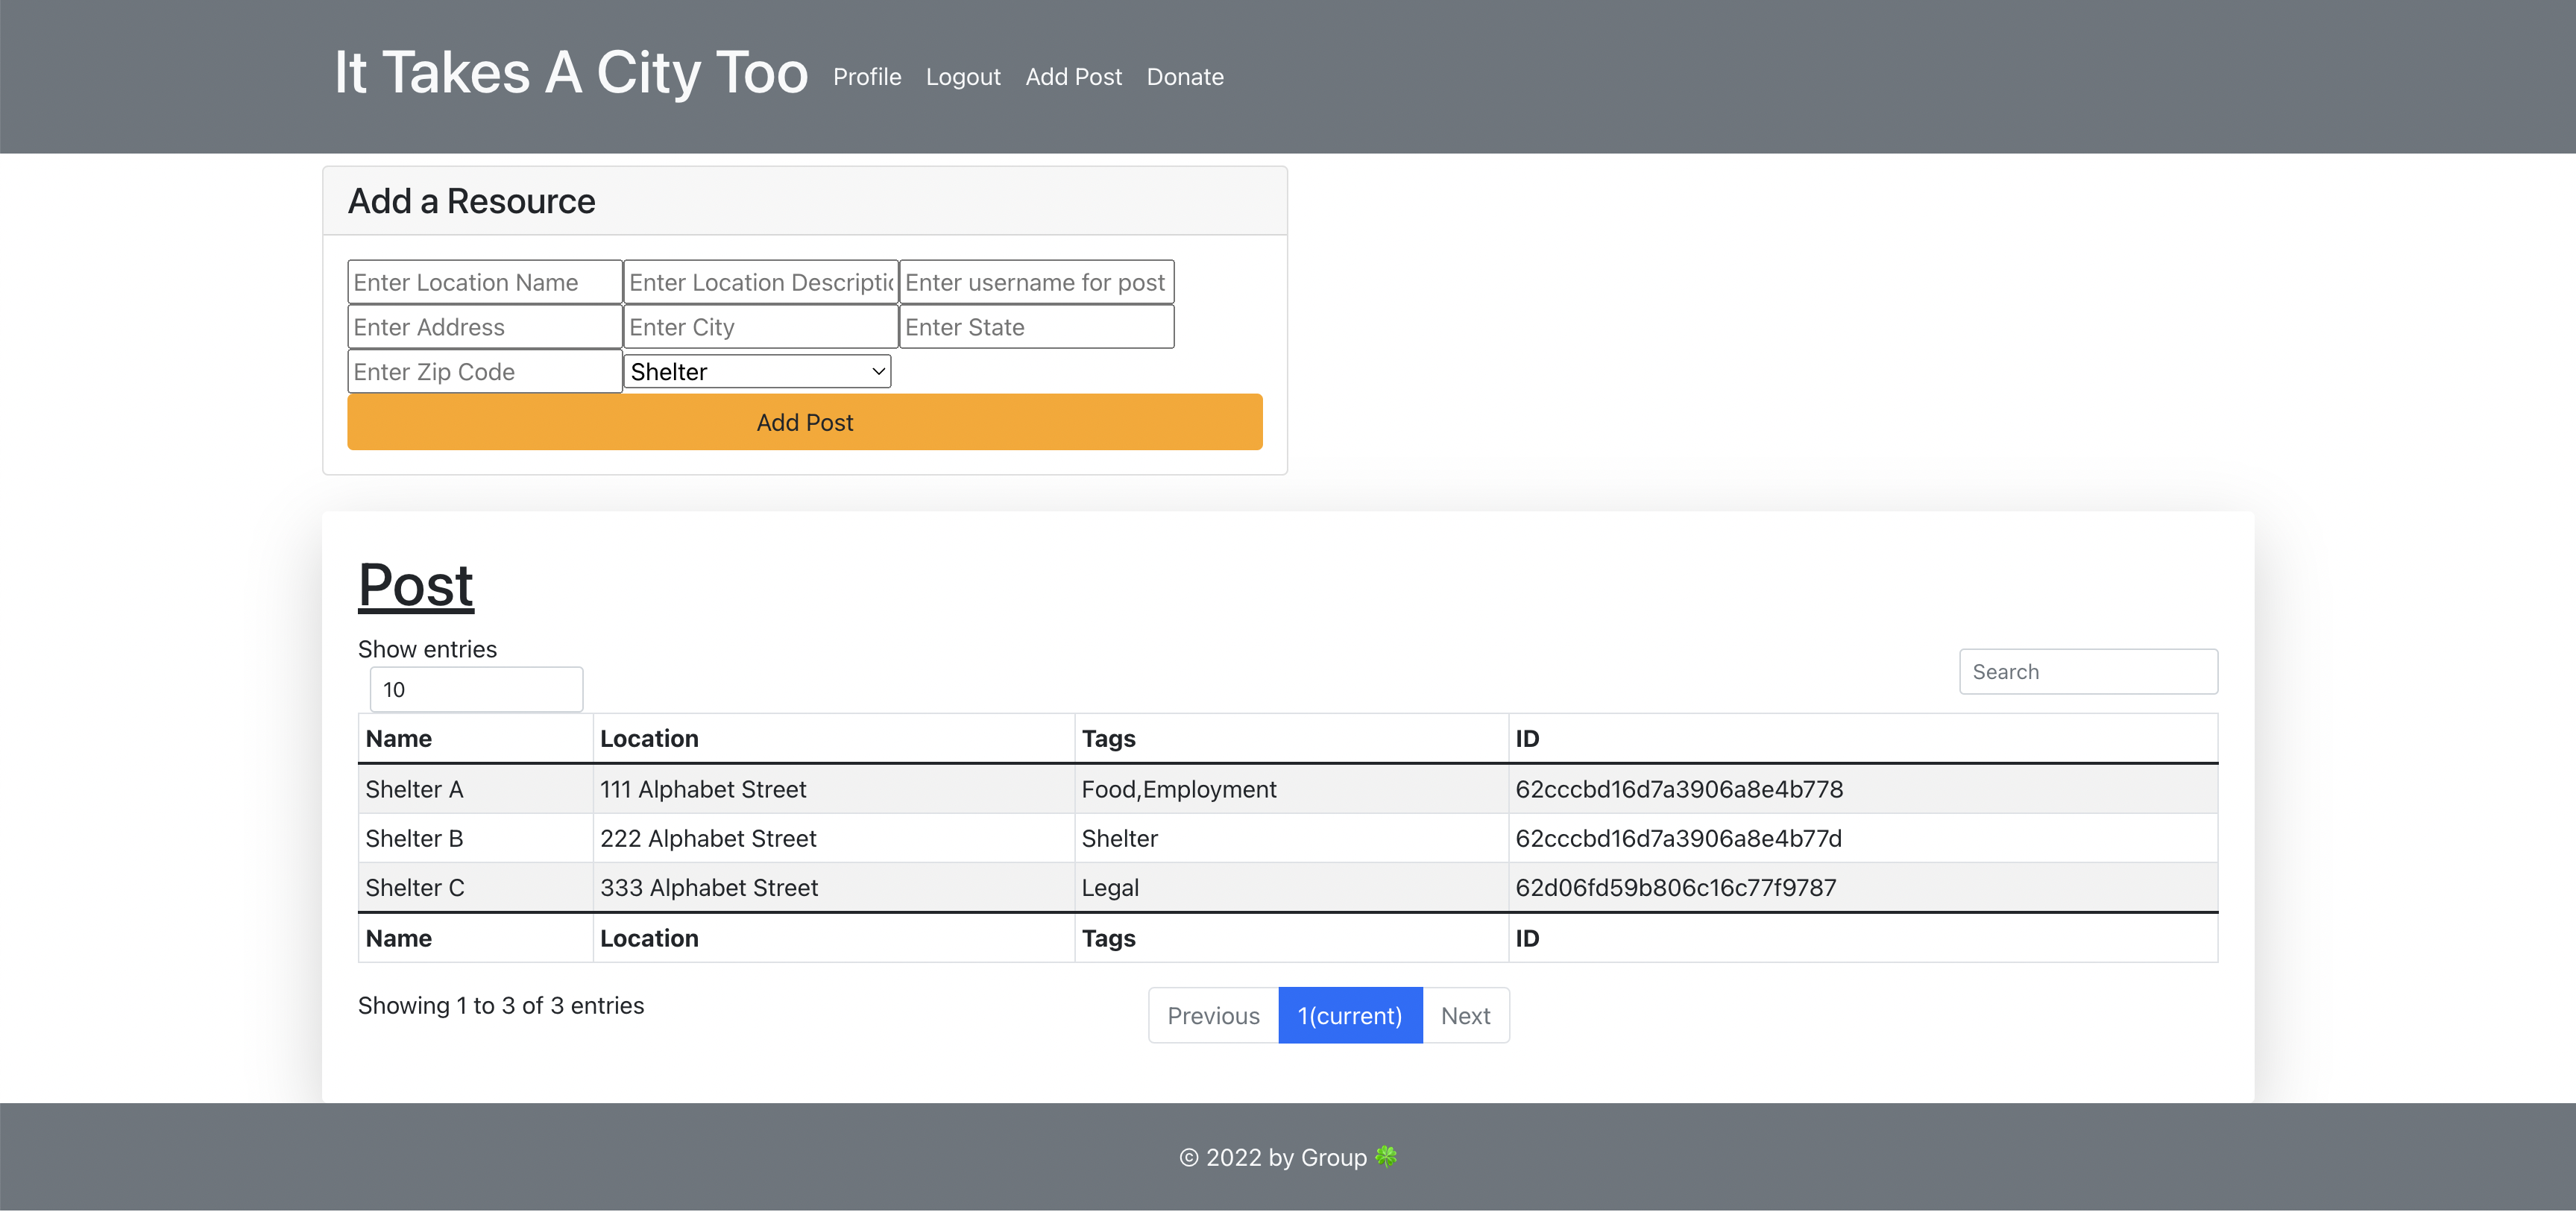 It Takes A City Too Profile Logout Add Post Donate
Add a Resource
Enter Location Name Enter Location Descriptio Enter username for post
Enter Address Enter City Enter State
Enter Zip Code Shelter
Add Post
Post
Show entries
10
Search
Name Location Tags ID
Shelter A 111 Alphabet Street Food,Employment 62cccbd16d7a3906a8e4b778
Shelter B 222 Alphabet Street Shelter 62cccbd16d7a3906a8e4b77d
Shelter C 333 Alphabet Street Legal 62d06fd59b806c16c77f9787
Name Location Tags ID
Showing 1 to 3 of 3 entries
Previous 1(current) Next
© 2022 by Group 🍀